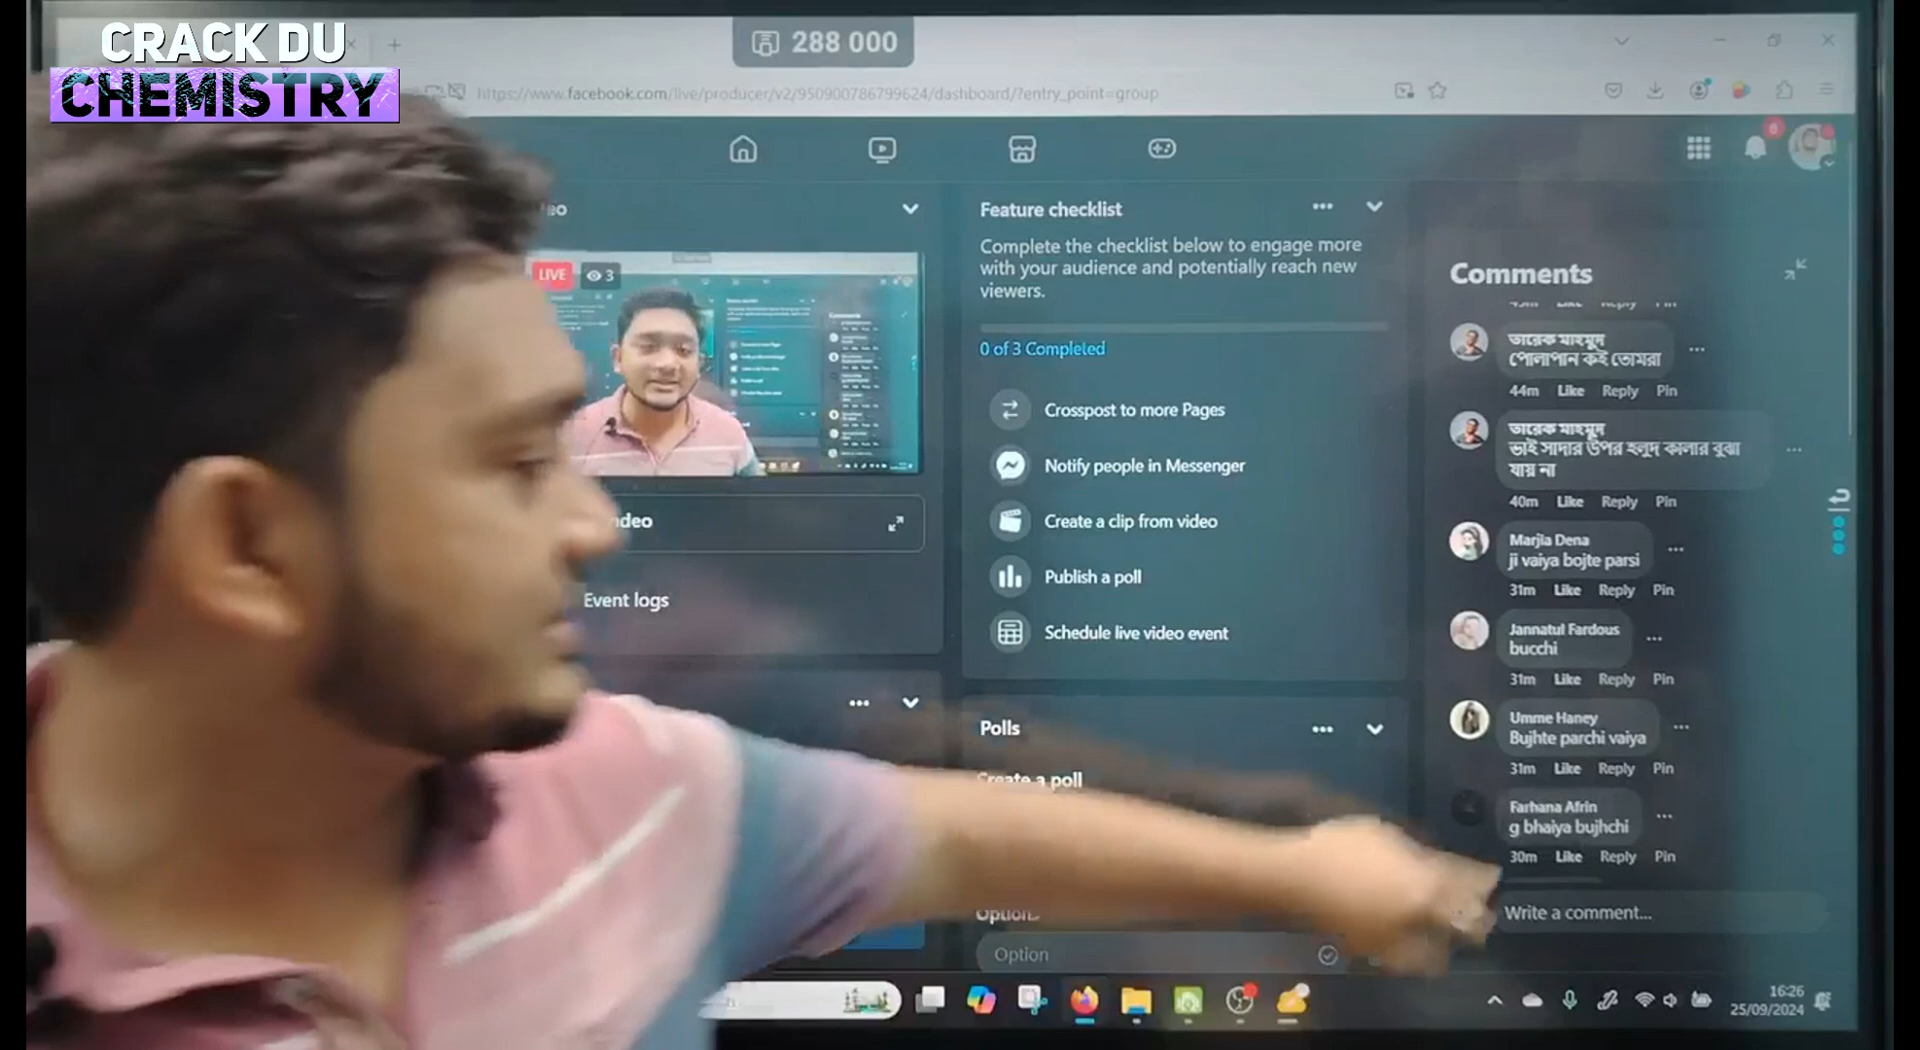 CRACK DU
CHEMISTRY
288 000
https://www.facebook.com/live/producer/v2/950900786799624/dashboard/?entry_point=group
6
LIVE
3
Event logs
Feature checklist
Complete the checklist below to engage more
with your audience and potentially reach new
viewers.
0 of 3 Completed
Crosspost to more Pages
Notify people in Messenger
Create a clip from video
Publish a poll
Schedule live video event
Polls
Create a poll
Option
Comments
তারেক মাহমুদ
পোলাপান কই তোমরা
44m Like Reply Pin
তারেক মাহমুদ
ভাই সাদার উপর হলুদ কালার বুঝা
যায় না
40m Like Reply Pin
Marjia Dena
ji vaiya bojte parsi
31m Like Reply Pin
Jannatul Fardous
bucchi
31m Like Reply Pin
Umme Haney
Bujhte parchi vaiya
31m Like Reply Pin
Farhana Afrin
g bhaiya bujhchi
30m Like Reply Pin
Write a comment...
16:26
25/09/2024